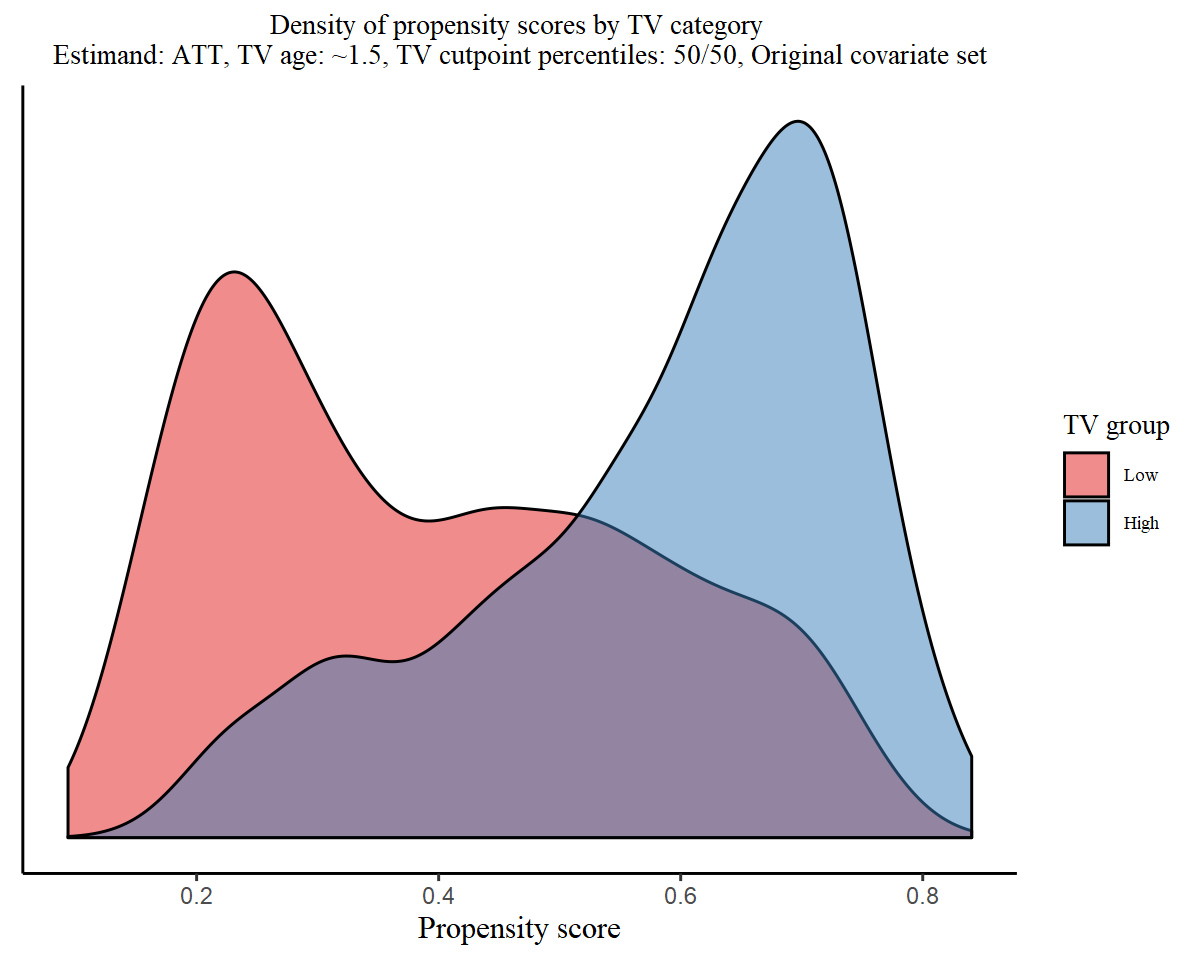 Density of propensity scores by TV category
Estimand: ATT, TV age: ~1.5, TV cutpoint percentiles: 50/50, Original covariate set
TV group
Low
High
0.2
0.4
0.6
0.8
Propensity score